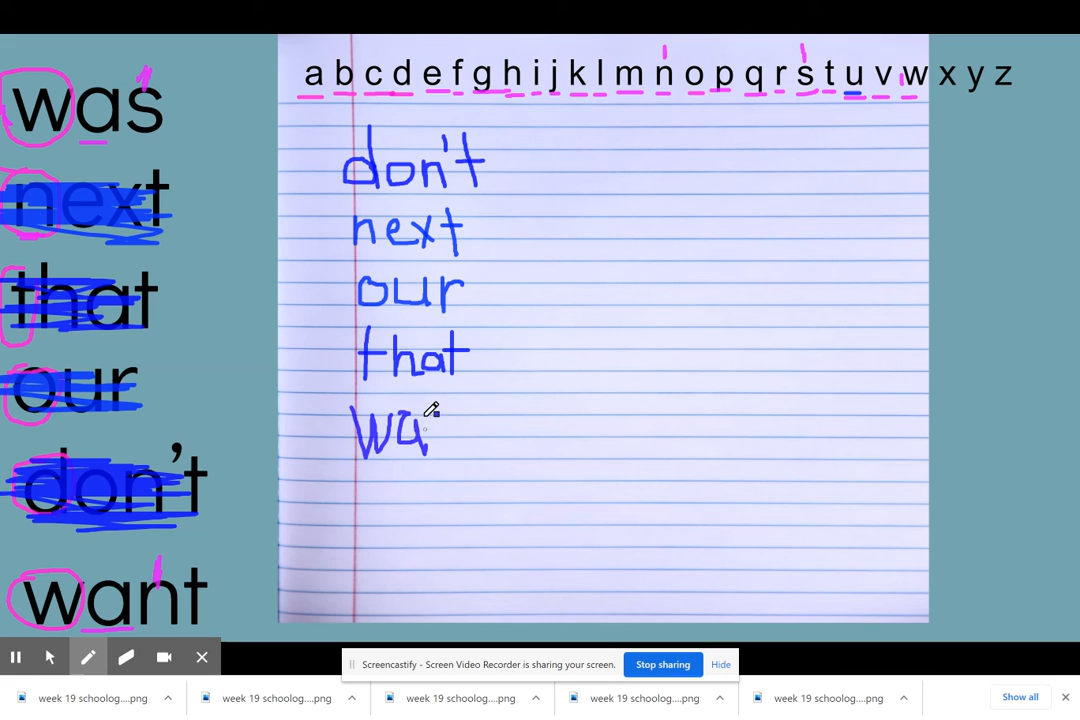 a b c d e f g h i j k l m n o p q r s t u v w x y z
was
next
that
our
don't
want
don't
next
our
that
wa
Screencastify - Screen Video Recorder is sharing your screen.
Stop sharing
Hide
week 19 schoolog....png
week 19 schoolog....png
week 19 schoolog....png
week 19 schoolog....png
week 19 schoolog....png
Show all